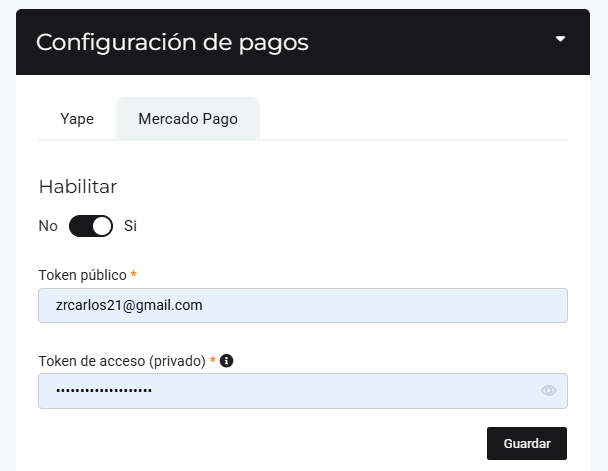 Configuración de pagos
Yape Mercado Pago
Habilitar
No Si
Token público *
zrcarlos21@gmail.com
Token de acceso (privado) *
••••••••••••••••••••
Guardar